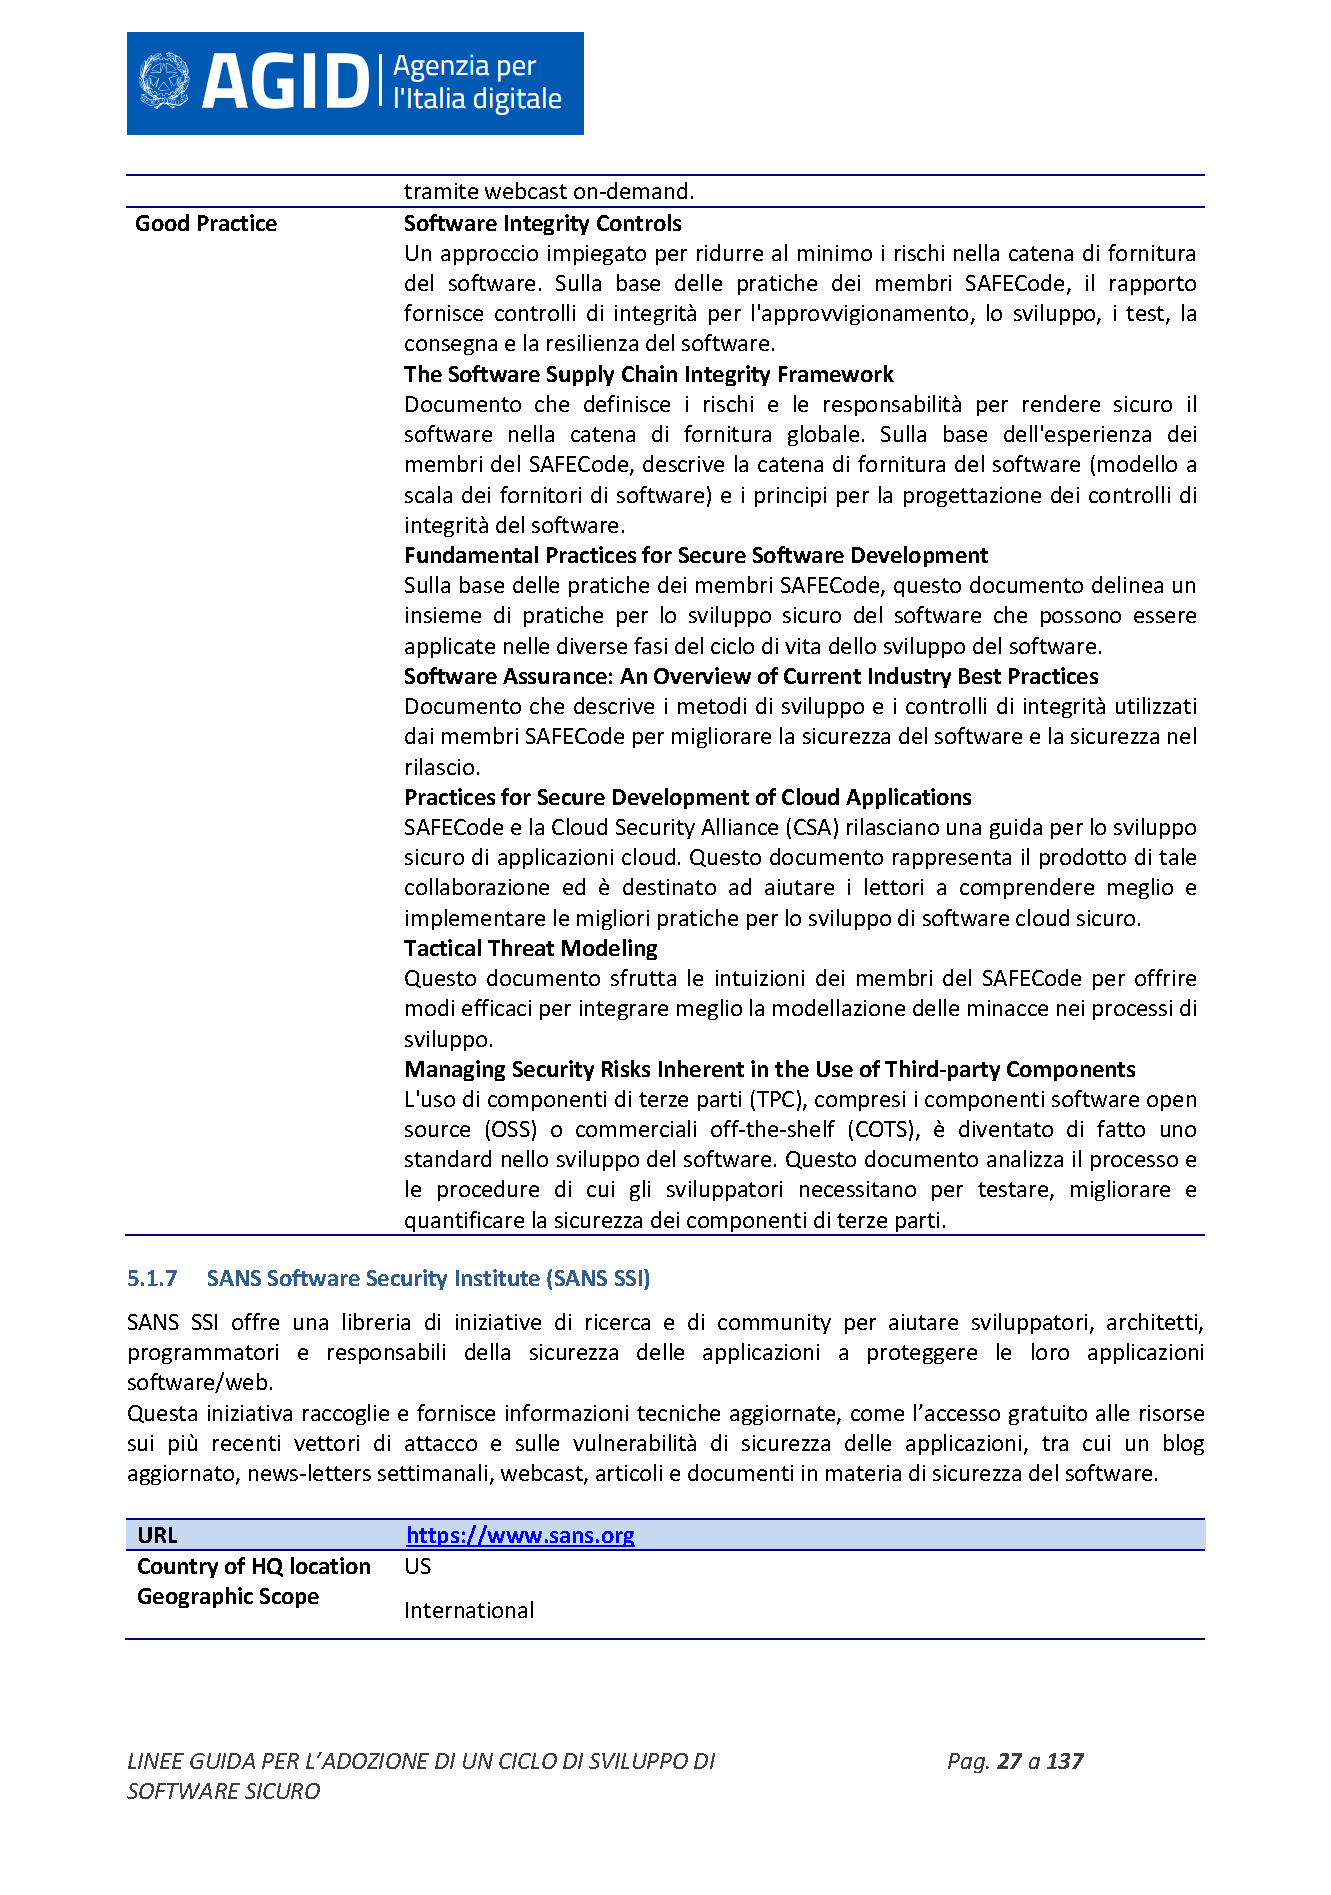 AGID Agenzia per
l'Italia digitale
tramite webcast on-demand.
Good Practice Software Integrity Controls
Un approccio impiegato per ridurre al minimo i rischi nella catena di fornitura
del software. Sulla base delle pratiche dei membri SAFECode, il rapporto
fornisce controlli di integrità per l'approvvigionamento, lo sviluppo, i test, la
consegna e la resilienza del software.
The Software Supply Chain Integrity Framework
Documento che definisce i rischi e le responsabilità per rendere sicuro il
software nella catena di fornitura globale. Sulla base dell'esperienza dei
membri del SAFECode, descrive la catena di fornitura del software (modello a
scala dei fornitori di software) e i principi per la progettazione dei controlli di
integrità del software.
Fundamental Practices for Secure Software Development
Sulla base delle pratiche dei membri SAFECode, questo documento delinea un
insieme di pratiche per lo sviluppo sicuro del software che possono essere
applicate nelle diverse fasi del ciclo di vita dello sviluppo del software.
Software Assurance: An Overview of Current Industry Best Practices
Documento che descrive i metodi di sviluppo e i controlli di integrità utilizzati
dai membri SAFECode per migliorare la sicurezza del software e la sicurezza nel
rilascio.
Practices for Secure Development of Cloud Applications
SAFECode e la Cloud Security Alliance (CSA) rilasciano una guida per lo sviluppo
sicuro di applicazioni cloud. Questo documento rappresenta il prodotto di tale
collaborazione ed è destinato ad aiutare i lettori a comprendere meglio e
implementare le migliori pratiche per lo sviluppo di software cloud sicuro.
Tactical Threat Modeling
Questo documento sfrutta le intuizioni dei membri del SAFECode per offrire
modi efficaci per integrare meglio la modellazione delle minacce nei processi di
sviluppo.
Managing Security Risks Inherent in the Use of Third-party Components
L'uso di componenti di terze parti (TPC), compresi i componenti software open
source (OSS) o commerciali off-the-shelf (COTS), è diventato di fatto uno
standard nello sviluppo del software. Questo documento analizza il processo e
le procedure di cui gli sviluppatori necessitano per testare, migliorare e
quantificare la sicurezza dei componenti di terze parti.
5.1.7 SANS Software Security Institute (SANS SSI)
SANS SSI offre una libreria di iniziative di ricerca e di community per aiutare sviluppatori, architetti,
programmatori e responsabili della sicurezza delle applicazioni a proteggere le loro applicazioni
software/web.
Questa iniziativa raccoglie e fornisce informazioni tecniche aggiornate, come l’accesso gratuito alle risorse
sui più recenti vettori di attacco e sulle vulnerabilità di sicurezza delle applicazioni, tra cui un blog
aggiornato, news-letters settimanali, webcast, articoli e documenti in materia di sicurezza del software.
URL https://www.sans.org
Country of HQ location US
Geographic Scope
International
LINEE GUIDA PER L’ADOZIONE DI UN CICLO DI SVILUPPO DI Pag. 27 a 137
SOFTWARE SICURO